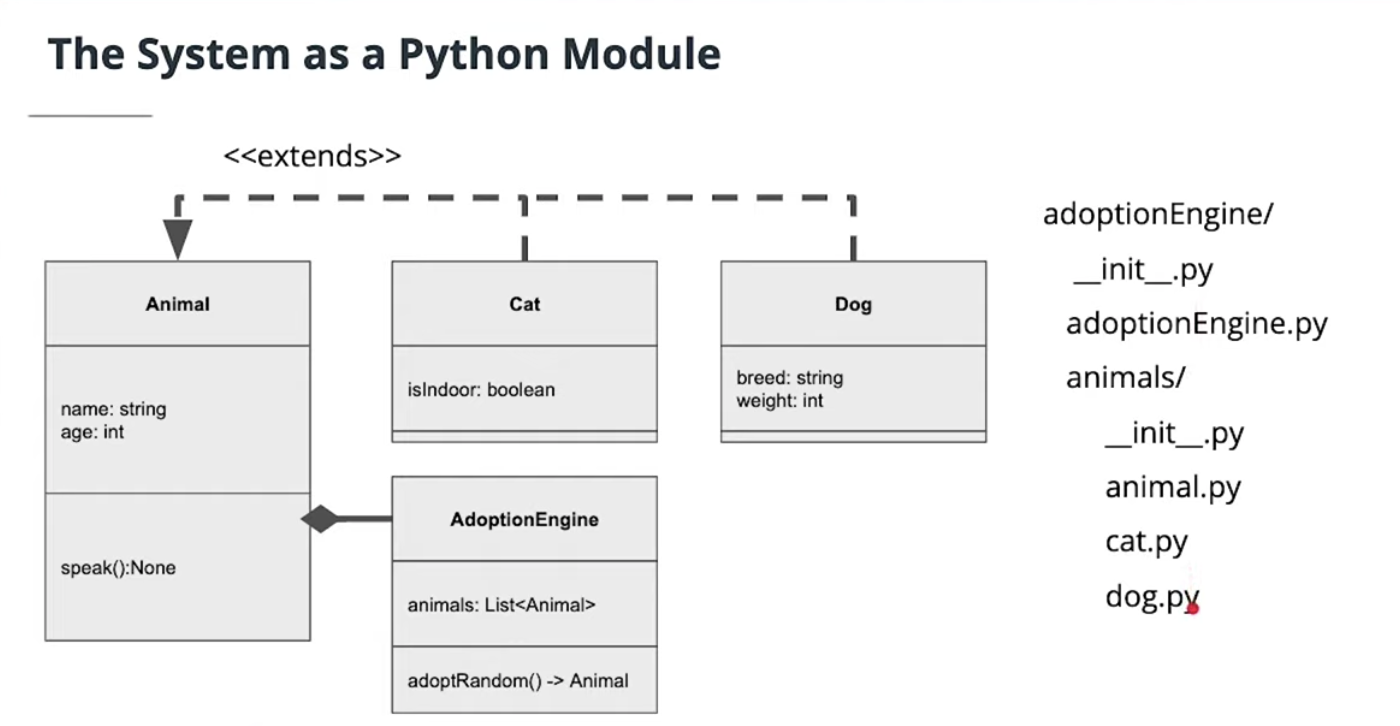 The System as a Python Module
<<extends>>
Animal
name: string
age: int
speak():None
Cat
isIndoor: boolean
Dog
breed: string
weight: int
AdoptionEngine
animals: List<Animal>
adoptRandom() -> Animal
adoptionEngine/
__init__.py
adoptionEngine.py
animals/
__init__.py
animal.py
cat.py
dog.py